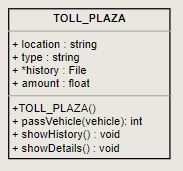 TOLL_PLAZA
+ location : string
+ type : string
+ *history : File
+ amount : float
+TOLL_PLAZA()
+ passVehicle(vehicle): int
+ showHistory() : void
+ showDetails() : void